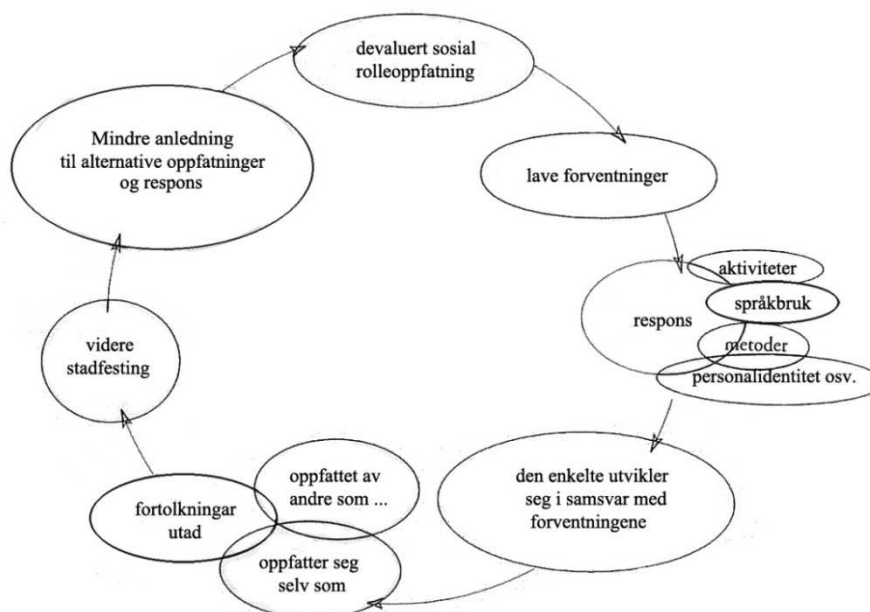 devaluert sosial
rolleoppfatning
Mindre anledning
til alternative oppfatninger
og respons
lave forventninger
aktiviteter
respons
språkbruk
metoder
personalidentitet osv.
videre
stadfesting
den enkelte utvikler
seg i samsvar med
forventningene
oppfattet av
andre som ...
fortolkningar
utad
oppfatter seg
selv som